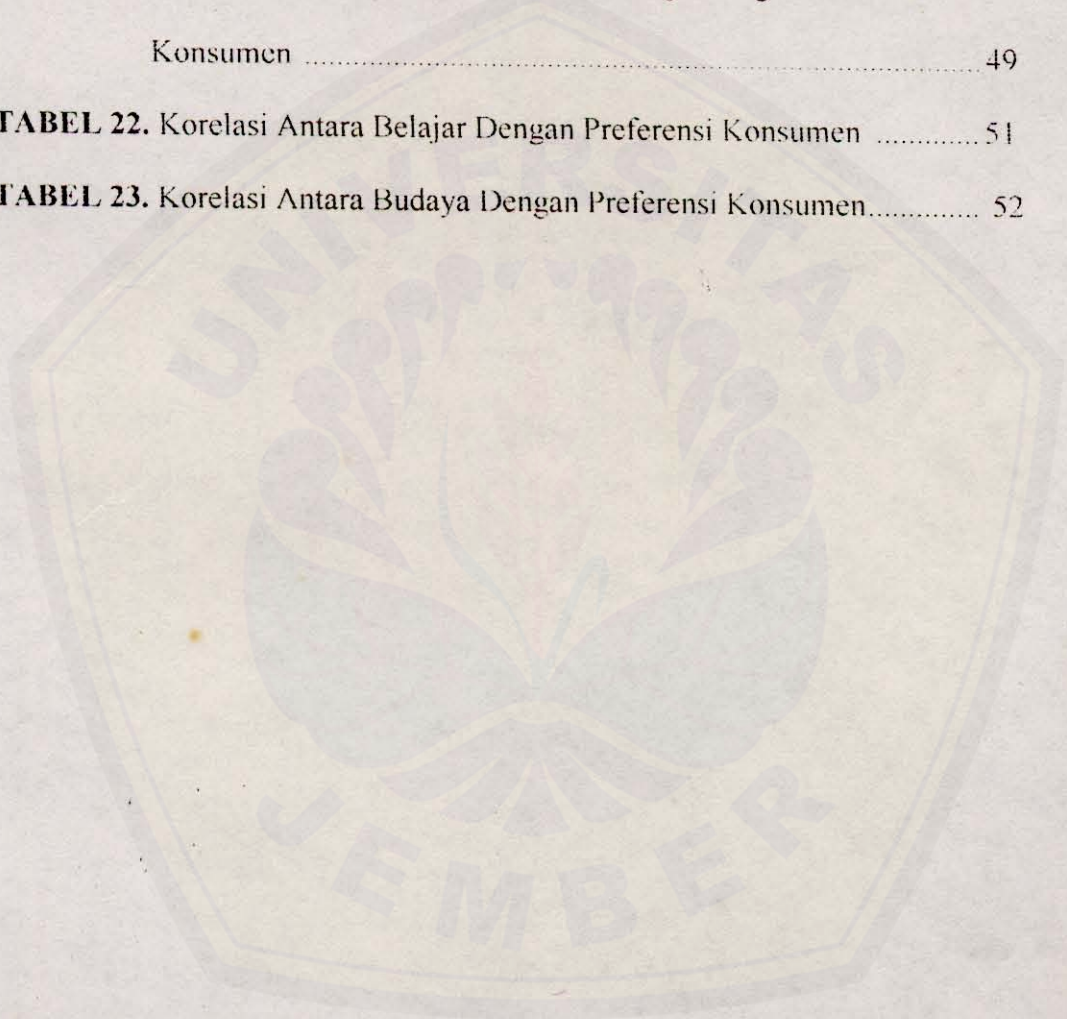 Konsumen ........................................................................ 49
TABEL 22. Korelasi Antara Belajar Dengan Preferensi Konsumen ............. 51
TABEL 23. Korelasi Antara Budaya Dengan Preferensi Konsumen.............. 52
UNIVERSITAS
JEMBER